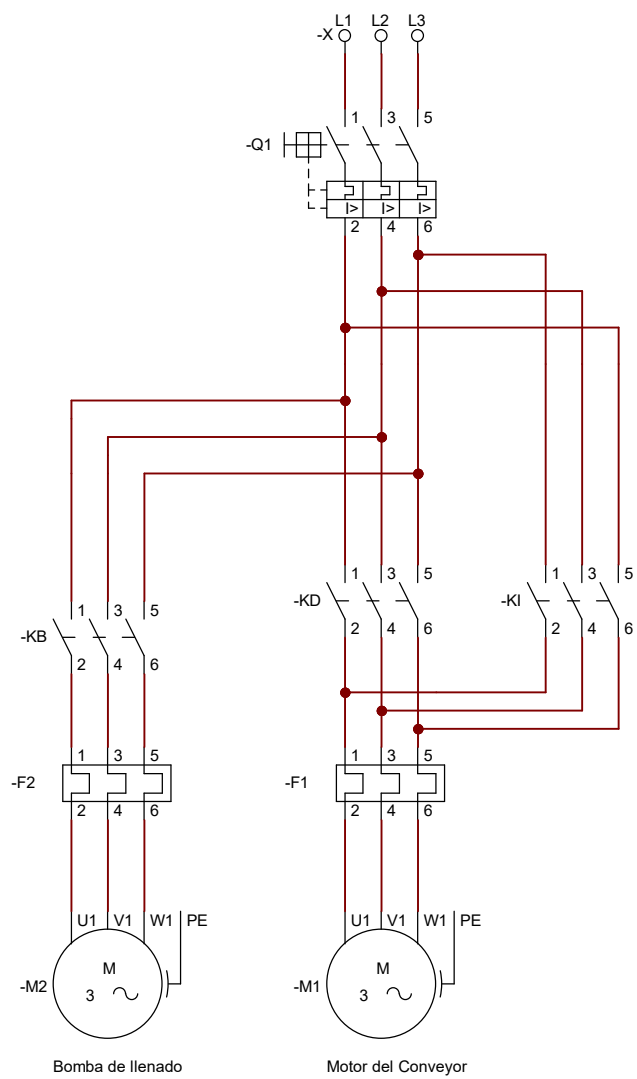 L1 L2 L3
-X
1 3 5
-Q1
I> I> I>
2 4 6
1 3 5
-KD
2 4 6
1 3 5
-KI
2 4 6
1 3 5
-KB
2 4 6
1 3 5
-F2
2 4 6
1 3 5
-F1
2 4 6
U1 V1 W1 PE
M
-M2
3
U1 V1 W1 PE
M
-M1
3
Bomba de llenado
Motor del Conveyor